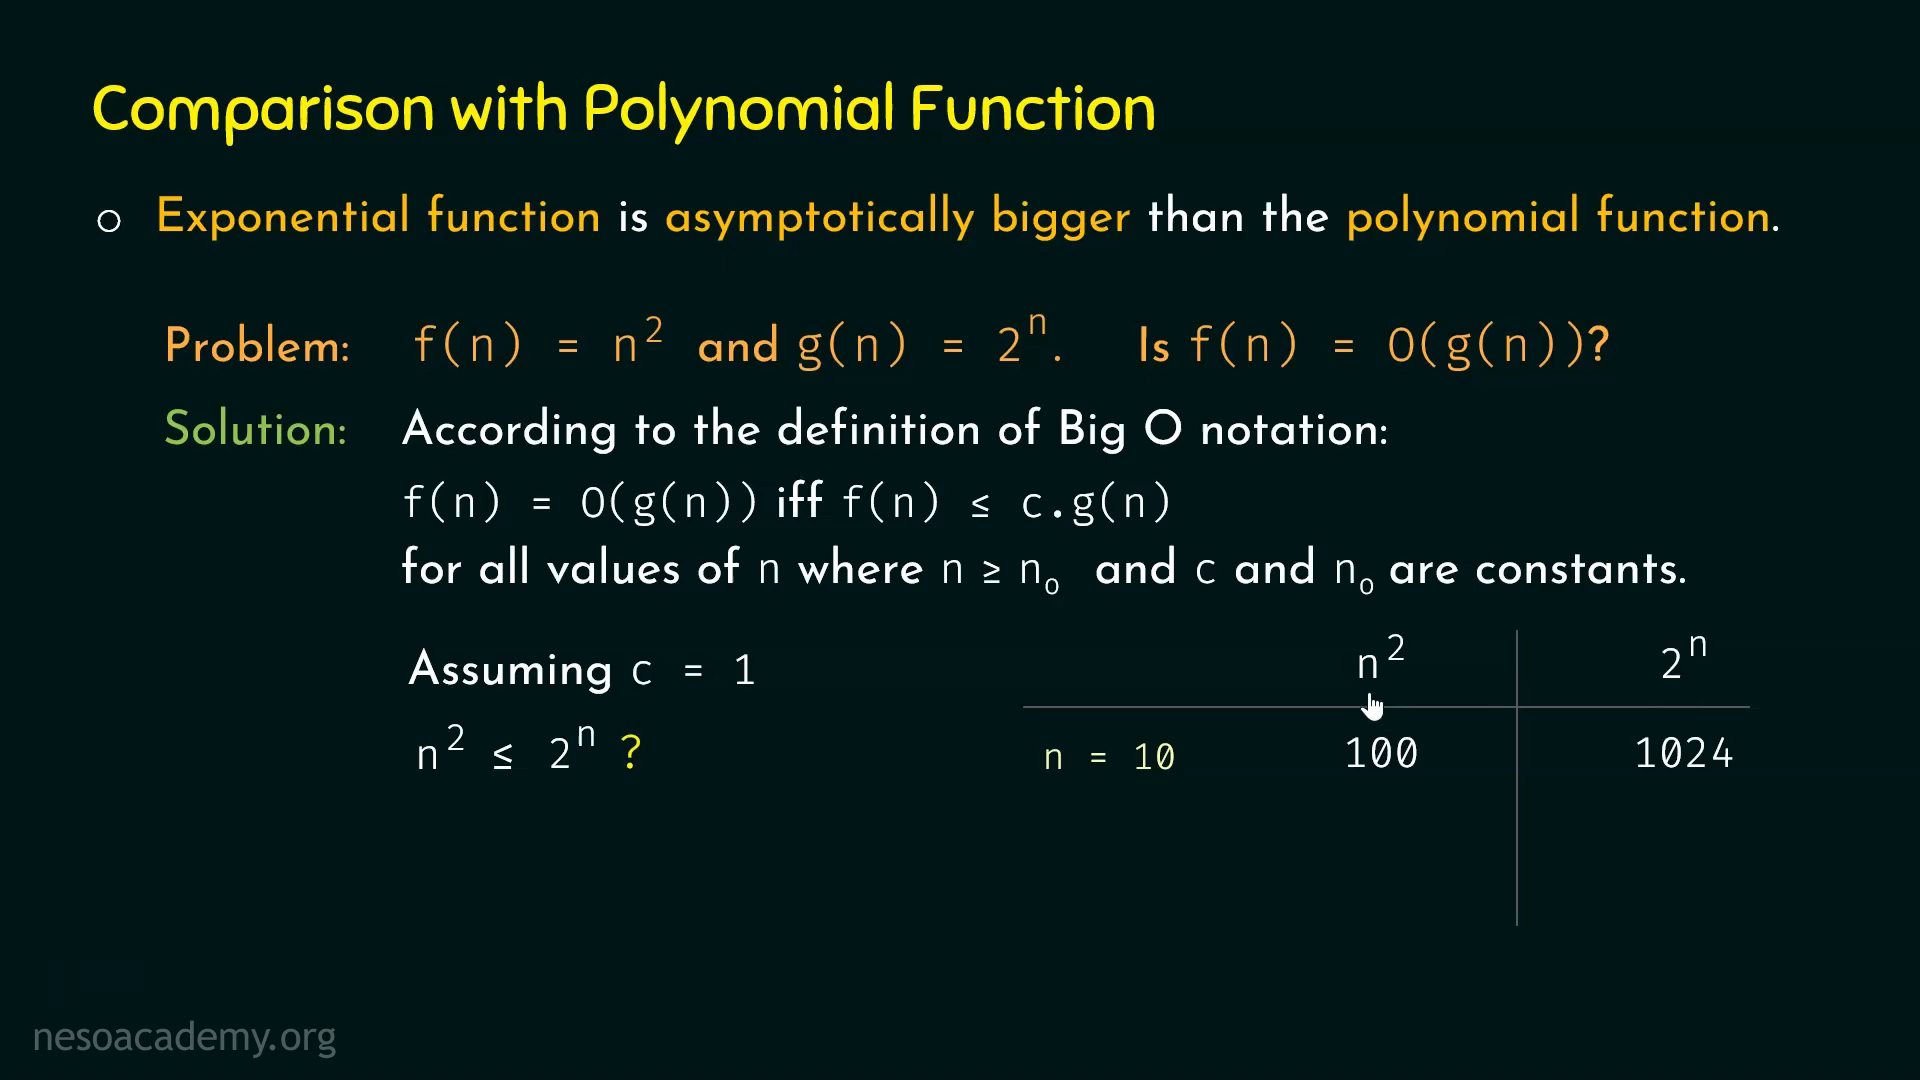 Comparison with Polynomial Function
○ Exponential function is asymptotically bigger than the polynomial function.
Problem: f(n) = n² and g(n) = 2ⁿ. Is f(n) = O(g(n))?
Solution: According to the definition of Big O notation:
f(n) = O(g(n)) iff f(n) ≤ c.g(n)
for all values of n where n ≥ n₀ and c and n₀ are constants.
Assuming c = 1
n² ≤ 2ⁿ ?
n² 2ⁿ
n = 10 100 1024
nesoacademy.org